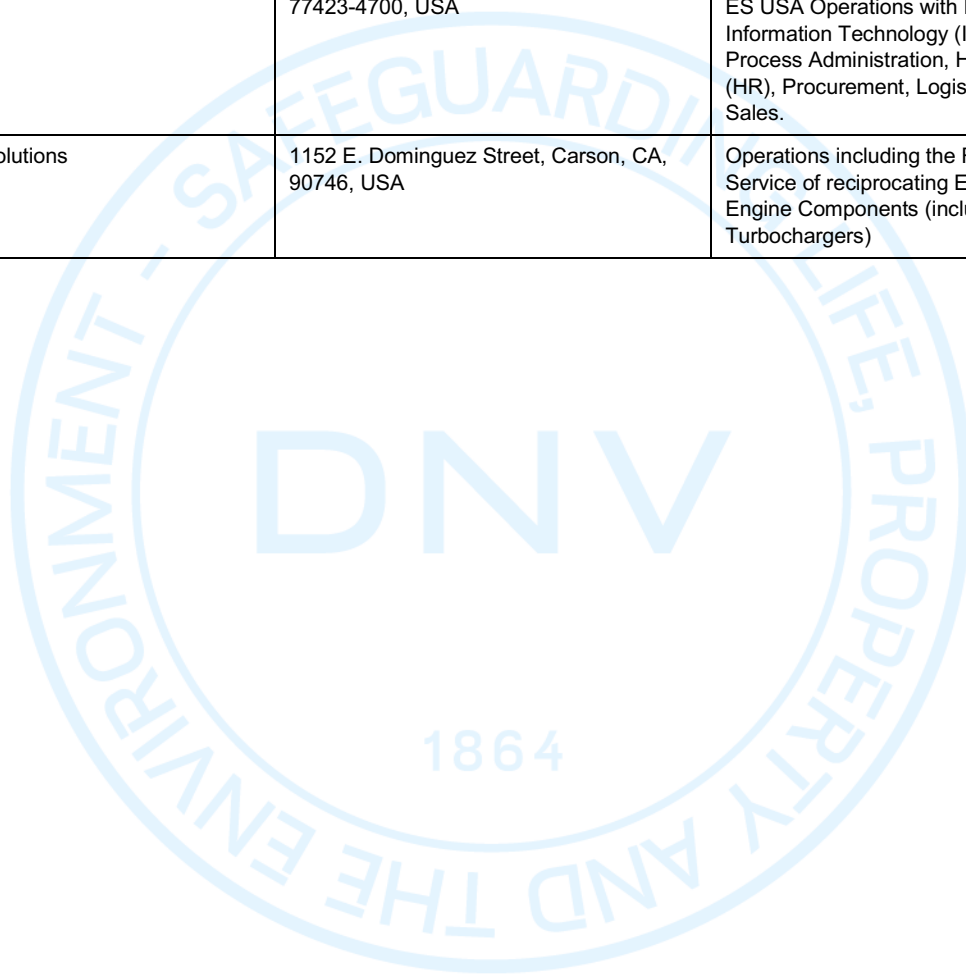 77423-4700, USA
ES USA Operations with
Information Technology
Process Administration,
(HR), Procurement,
Sales.
1152 E. Dominguez Street, Carson, CA,
90746, USA
Operations including the
Service of reciprocating
Engine Components
Turbochargers)
SAFEGUARDING LIFE, PROPERTY AND THE ENVIRONMENT -
DNV
1864